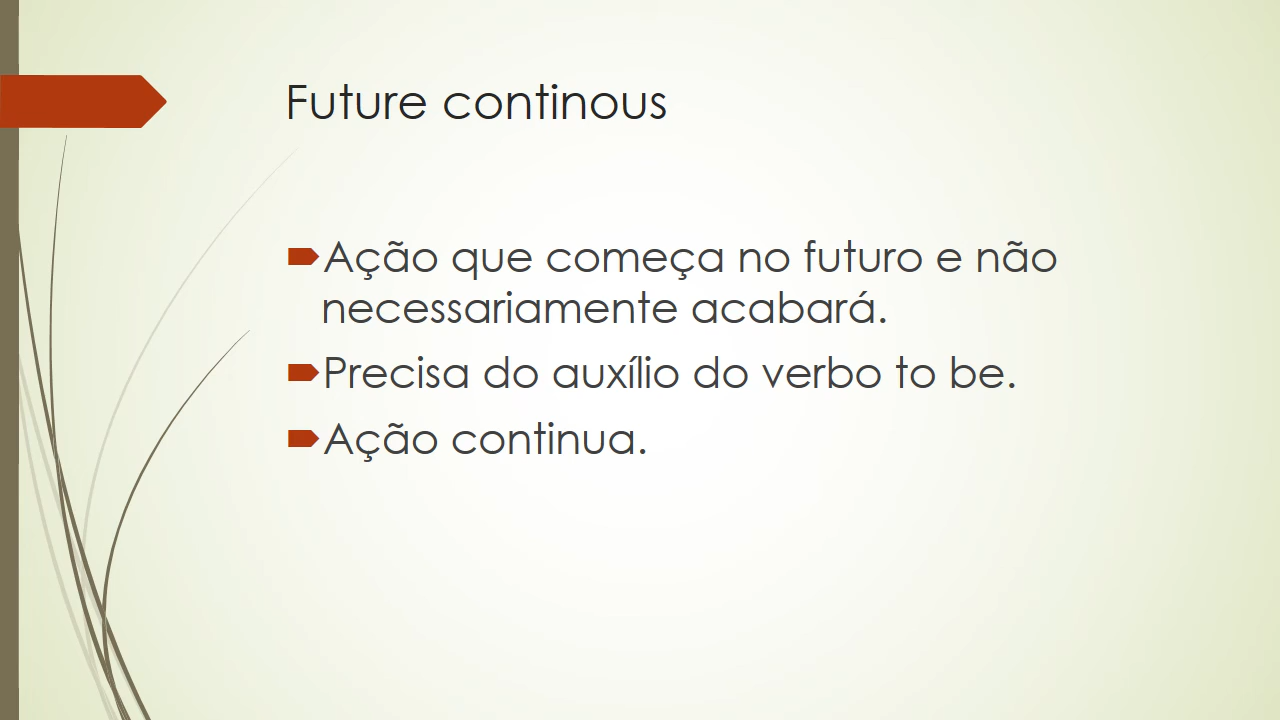 Future continous
Ação que começa no futuro e não
necessariamente acabará.
Precisa do auxílio do verbo to be.
Ação continua.